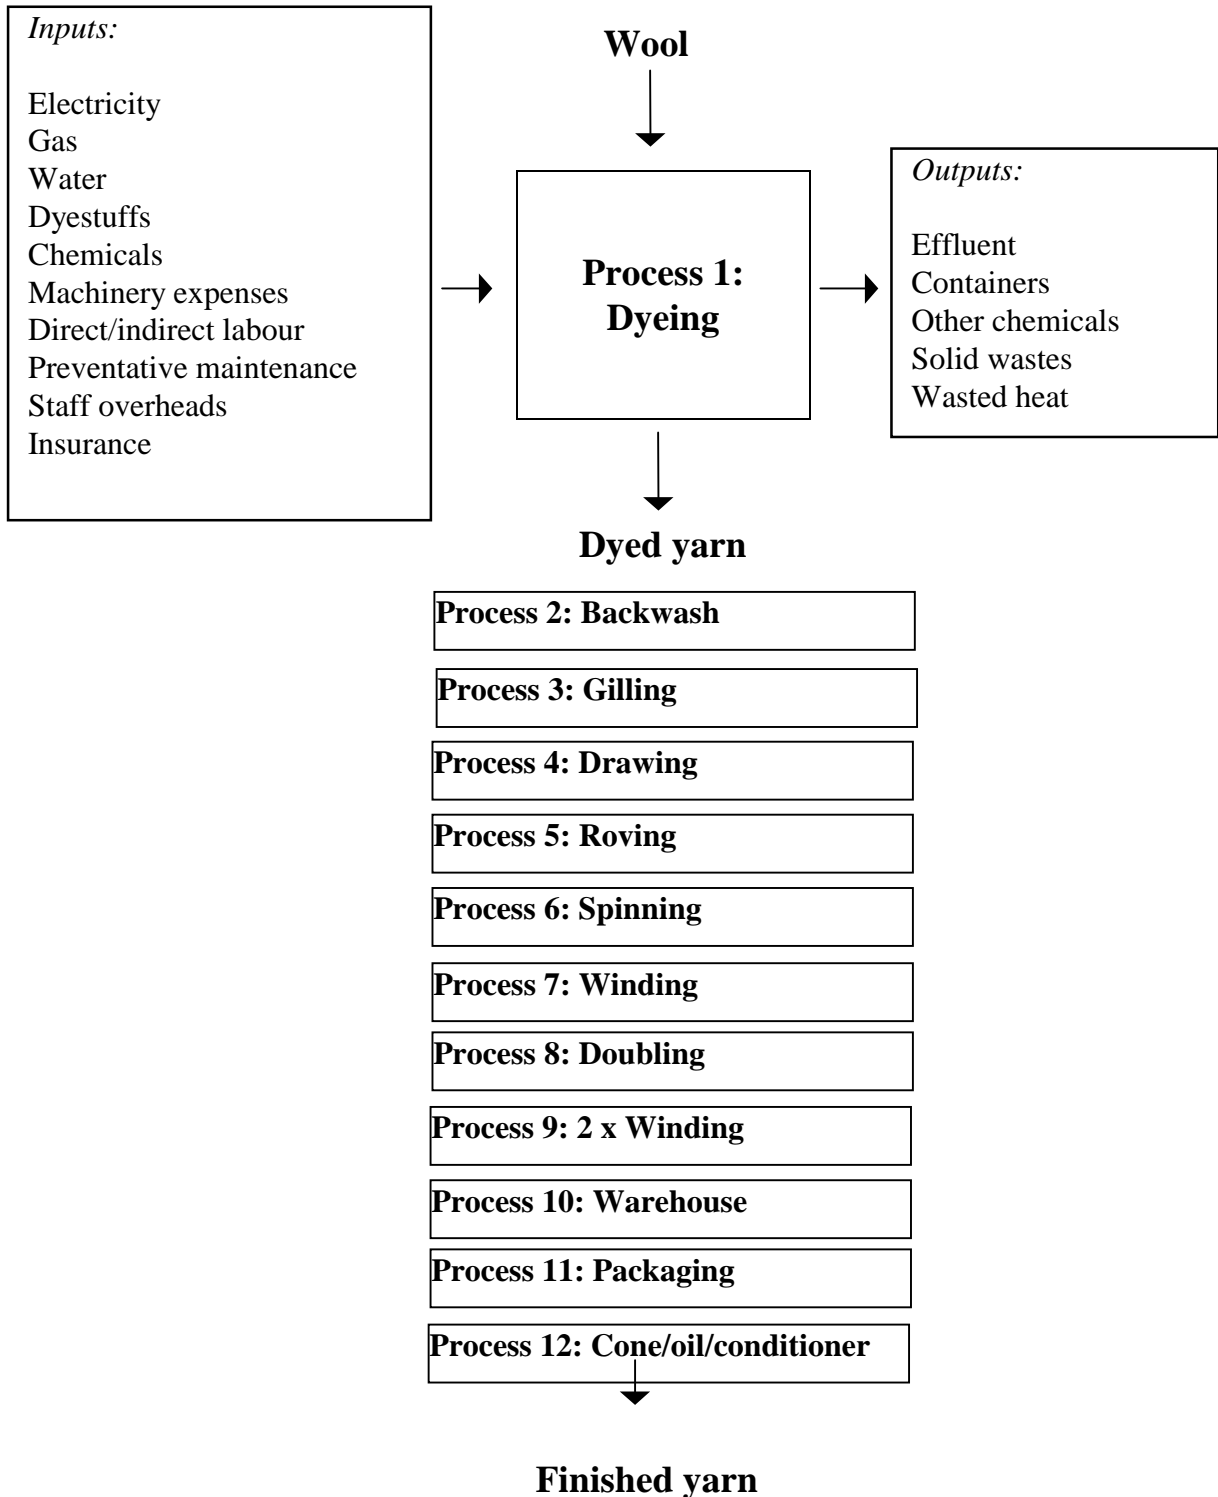 Inputs:
Electricity
Gas
Water
Dyestuffs
Chemicals
Machinery expenses
Direct/indirect labour
Preventative maintenance
Staff overheads
Insurance
Wool
Process 1:
Dyeing
Outputs:
Effluent
Containers
Other chemicals
Solid wastes
Wasted heat
Dyed yarn
Process 2: Backwash
Process 3: Gilling
Process 4: Drawing
Process 5: Roving
Process 6: Spinning
Process 7: Winding
Process 8: Doubling
Process 9: 2 x Winding
Process 10: Warehouse
Process 11: Packaging
Process 12: Cone/oil/conditioner
Finished yarn